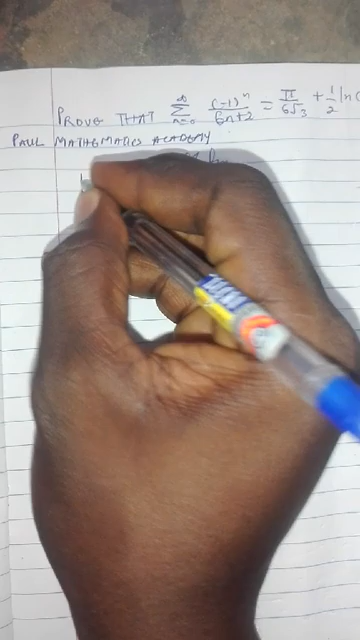 PROVE THAT ∞∑n=0 (-1)^n / 6n+2 = π / 6√3 + 1/2 ln
PAUL MATHEMATICS ACADEMY